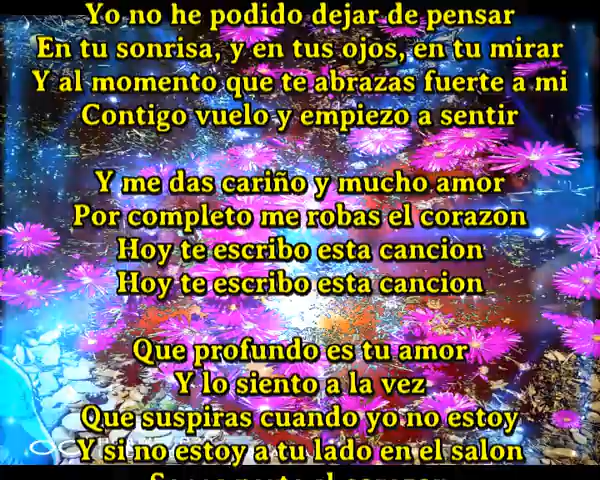 Yo no he podido dejar de pensar
En tu sonrisa, y en tus ojos, en tu mirar
Y al momento que te abrazas fuerte a mi
Contigo vuelo y empiezo a sentir
Y me das cariño y mucho amor
Por completo me robas el corazon
Hoy te escribo esta cancion
Hoy te escribo esta cancion
Que profundo es tu amor
Y lo siento a la vez
Que suspiras cuando yo no estoy
Y si no estoy a tu lado en el salon